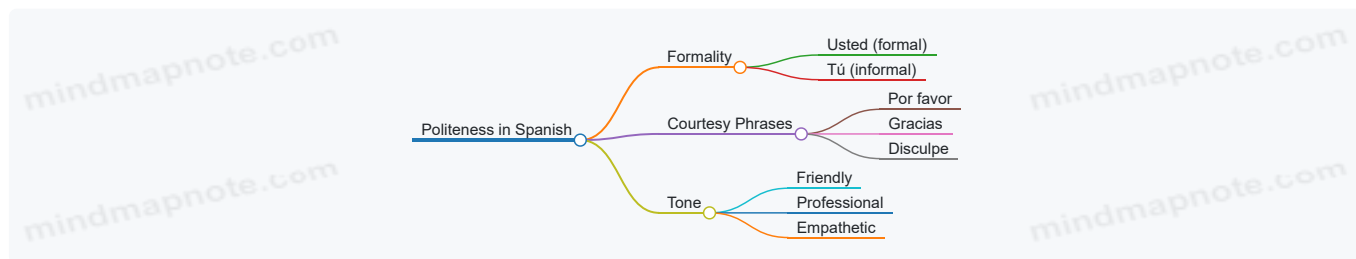 mindmapnote.com
mindmapnote.com
Politeness in Spanish
Formality
Usted (formal)
Tú (informal)
Courtesy Phrases
Por favor
Gracias
Disculpe
Tone
Friendly
Professional
Empathetic
mindmapnote.com
mindmapnote.com